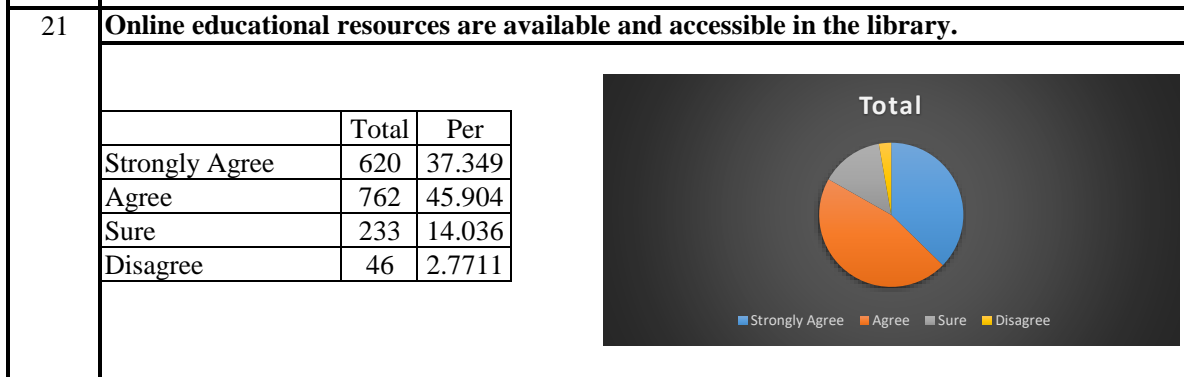 21 Online educational resources are available and accessible in the library.
Total Per
Strongly Agree 620 37.349
Agree 762 45.904
Sure 233 14.036
Disagree 46 2.7711
Total
Strongly Agree Agree Sure Disagree